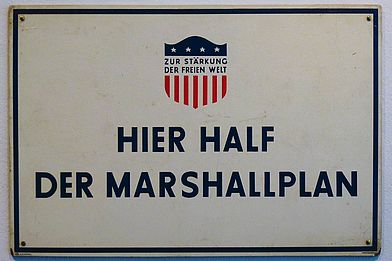 ZUR STÄRKUNG
DER FREIEN WELT
HIER HALF
DER MARSHALLPLAN